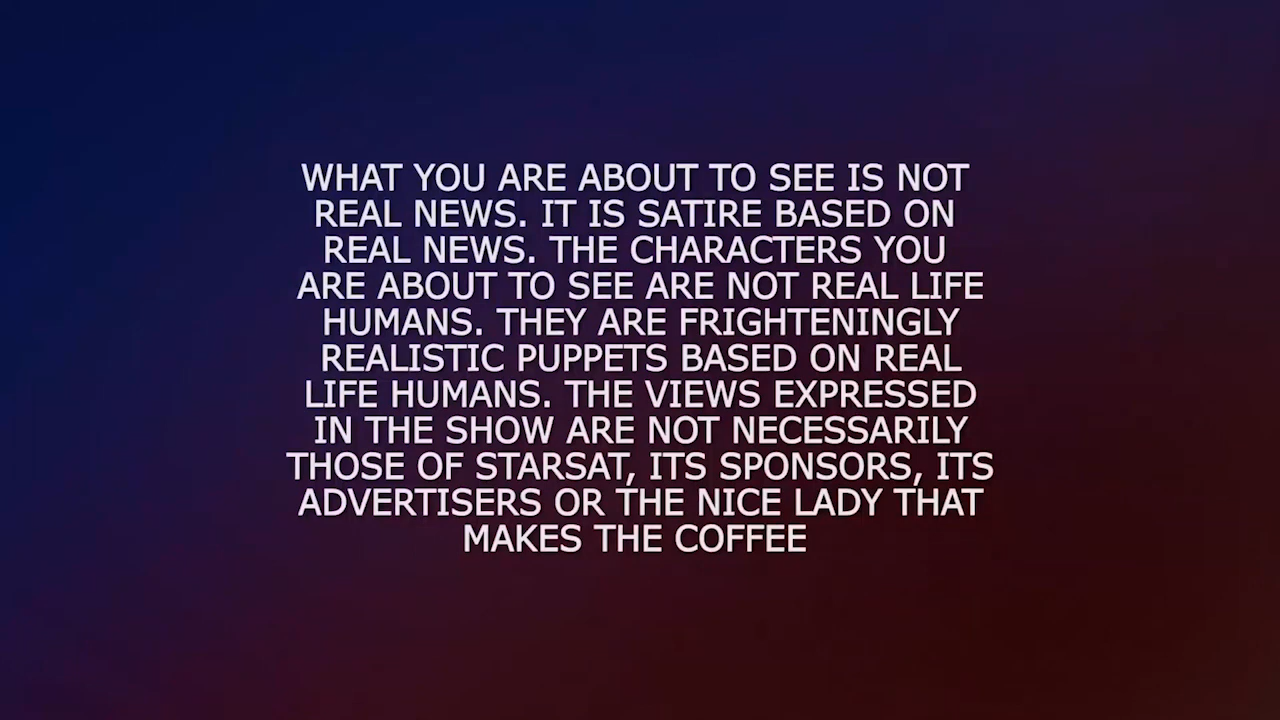 WHAT YOU ARE ABOUT TO SEE IS NOT
REAL NEWS. IT IS SATIRE BASED ON
REAL NEWS. THE CHARACTERS YOU
ARE ABOUT TO SEE ARE NOT REAL LIFE
HUMANS. THEY ARE FRIGHTENINGLY
REALISTIC PUPPETS BASED ON REAL
LIFE HUMANS. THE VIEWS EXPRESSED
IN THE SHOW ARE NOT NECESSARILY
THOSE OF STARSAT, ITS SPONSORS, ITS
ADVERTISERS OR THE NICE LADY THAT
MAKES THE COFFEE